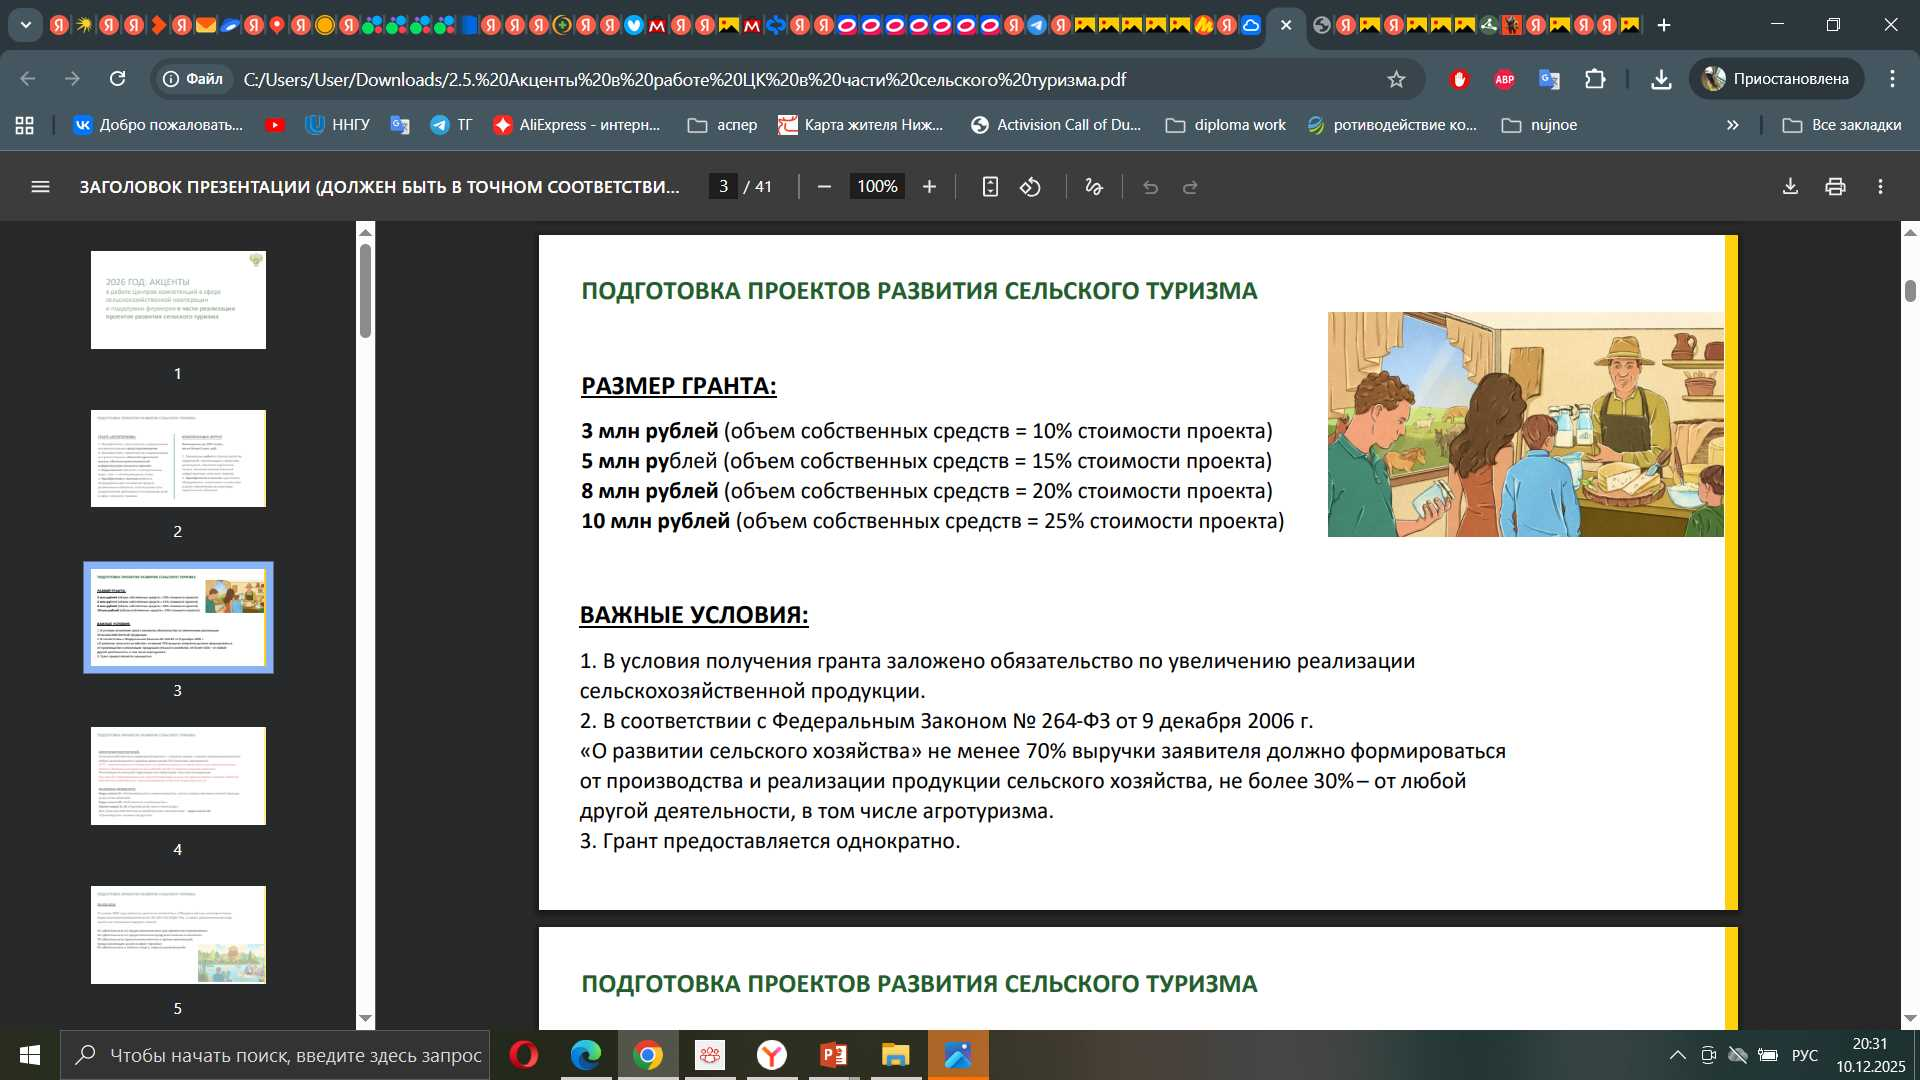 Файл
C:/Users/User/Downloads/2.5.%20Акценты%20в%20работе%20ЦК%20в%20части%20сельского%20туризма.pdf
ABP
Приостановлена
Добро пожаловать...
ННГУ
ТГ
AliExpress - интерн...
аспер
Карта жителя Ниж...
Activision Call of Du...
diploma work
ротиводействие ко...
nujnoe
Все закладки
ЗАГОЛОВОК ПРЕЗЕНТАЦИИ (ДОЛЖЕН БЫТЬ В ТОЧНОМ СООТВЕТСТВИ...
3 / 41
100%
2026 ГОД. АКЦЕНТЫ
1
2
3
4
5
ПОДГОТОВКА ПРОЕКТОВ РАЗВИТИЯ СЕЛЬСКОГО ТУРИЗМА
РАЗМЕР ГРАНТА:
3 млн рублей (объем собственных средств = 10% стоимости проекта)
5 млн рублей (объем собственных средств = 15% стоимости проекта)
8 млн рублей (объем собственных средств = 20% стоимости проекта)
10 млн рублей (объем собственных средств = 25% стоимости проекта)
ВАЖНЫЕ УСЛОВИЯ:
1. В условия получения гранта заложено обязательство по увеличению реализации
сельскохозяйственной продукции.
2. В соответствии с Федеральным Законом № 264-ФЗ от 9 декабря 2006 г.
«О развитии сельского хозяйства» не менее 70% выручки заявителя должно формироваться
от производства и реализации продукции сельского хозяйства, не более 30% – от любой
другой деятельности, в том числе агротуризма.
3. Грант предоставляется однократно.
ПОДГОТОВКА ПРОЕКТОВ РАЗВИТИЯ СЕЛЬСКОГО ТУРИЗМА
Чтобы начать поиск, введите здесь запрос
РУС
20:31
10.12.2025